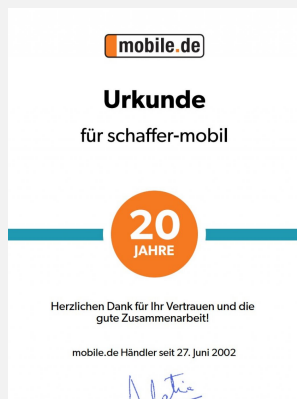 mobile.de
Urkunde
für schaffer-mobil
20
JAHRE
Herzlichen Dank für Ihr Vertrauen und die
gute Zusammenarbeit!
mobile.de Händler seit 27. Juni 2002